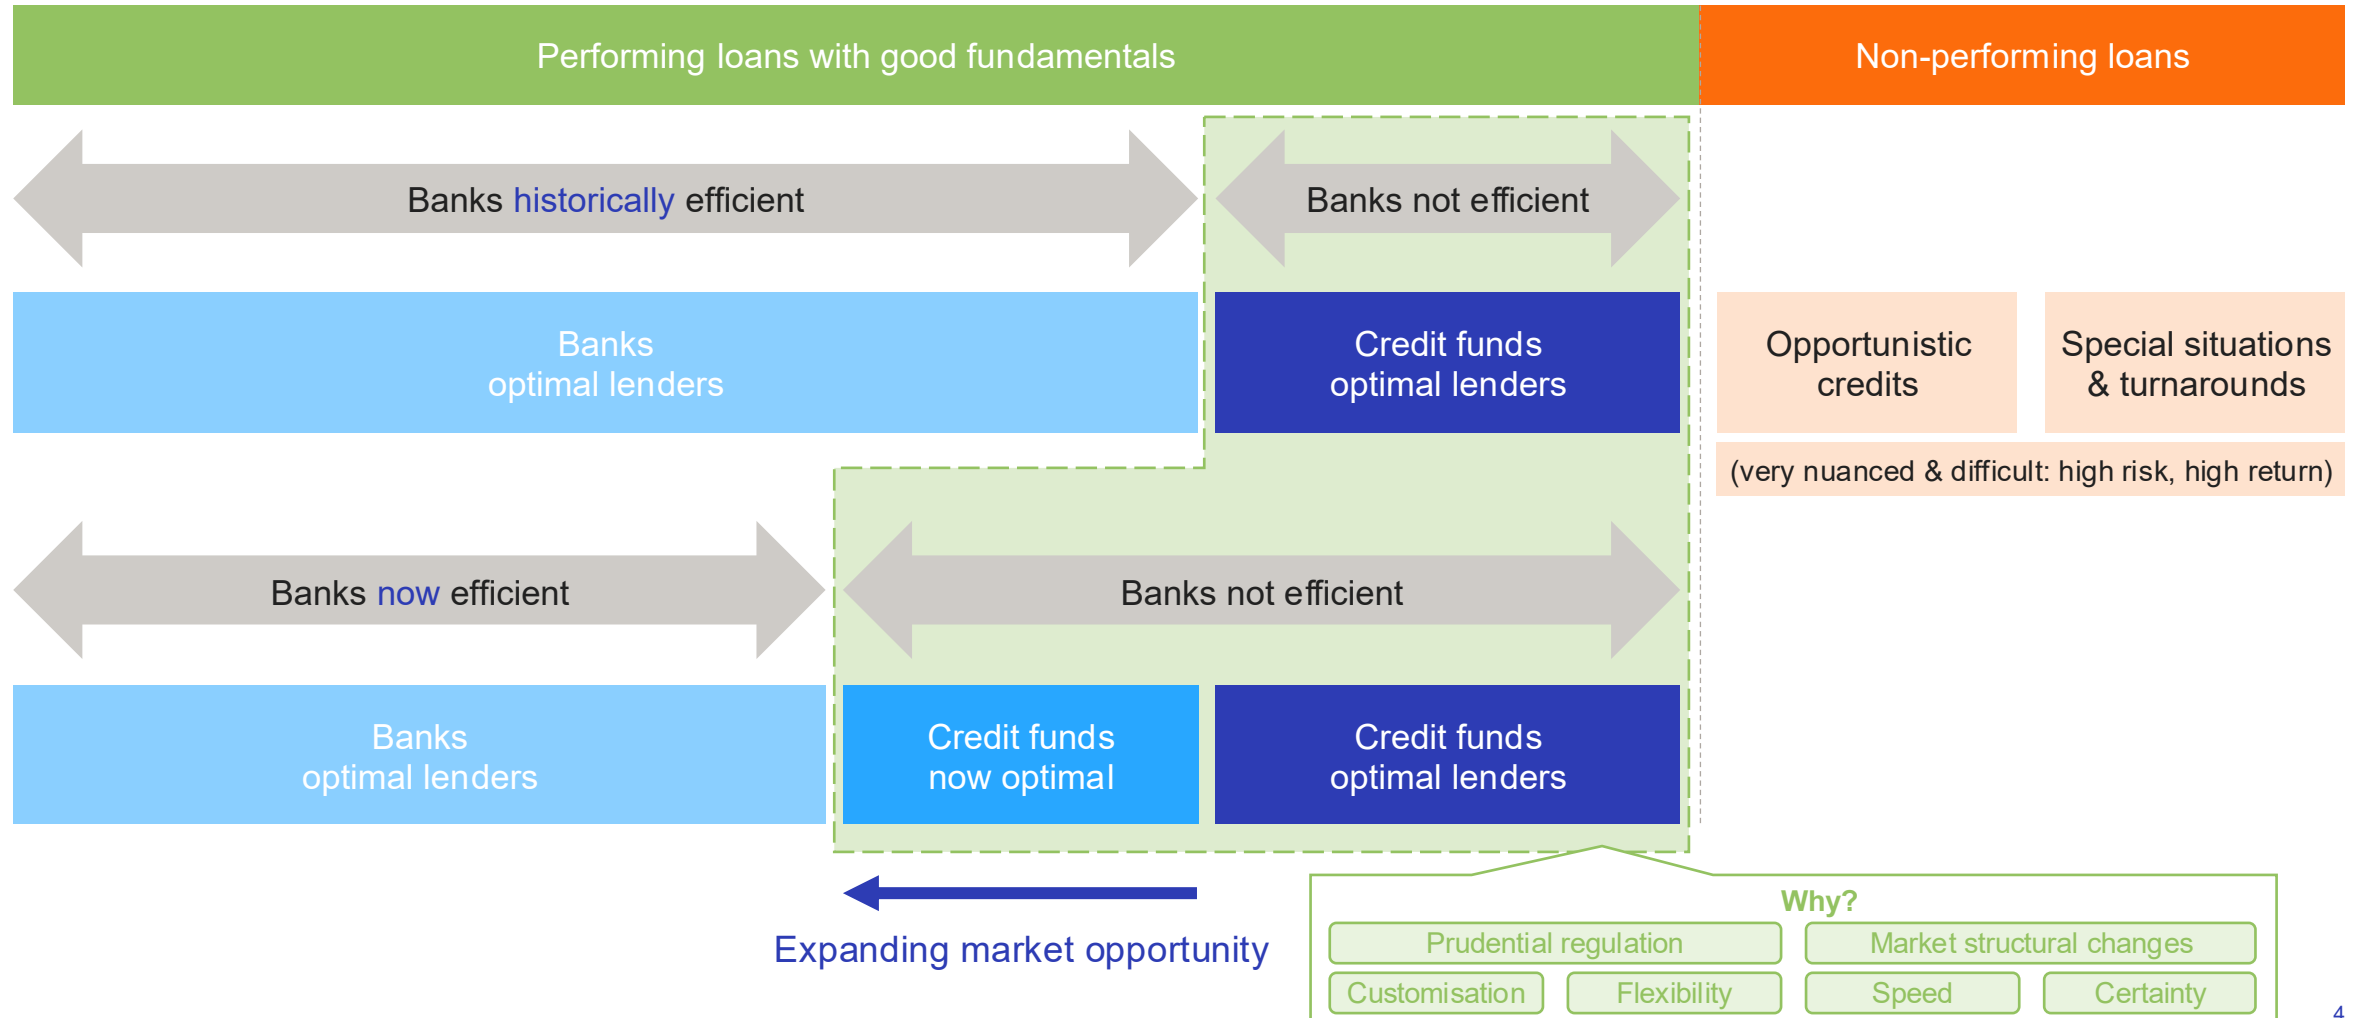 Performing loans with good fundamentals
Non-performing loans
Banks historically efficient
Banks not efficient
Banks
optimal lenders
Credit funds
optimal lenders
Opportunistic
credits
Special situations
& turnarounds
(very nuanced & difficult: high risk, high return)
Banks now efficient
Banks not efficient
Banks
optimal lenders
Credit funds
now optimal
Credit funds
optimal lenders
Expanding market opportunity
Why?
Prudential regulation
Market structural changes
Customisation
Flexibility
Speed
Certainty
4